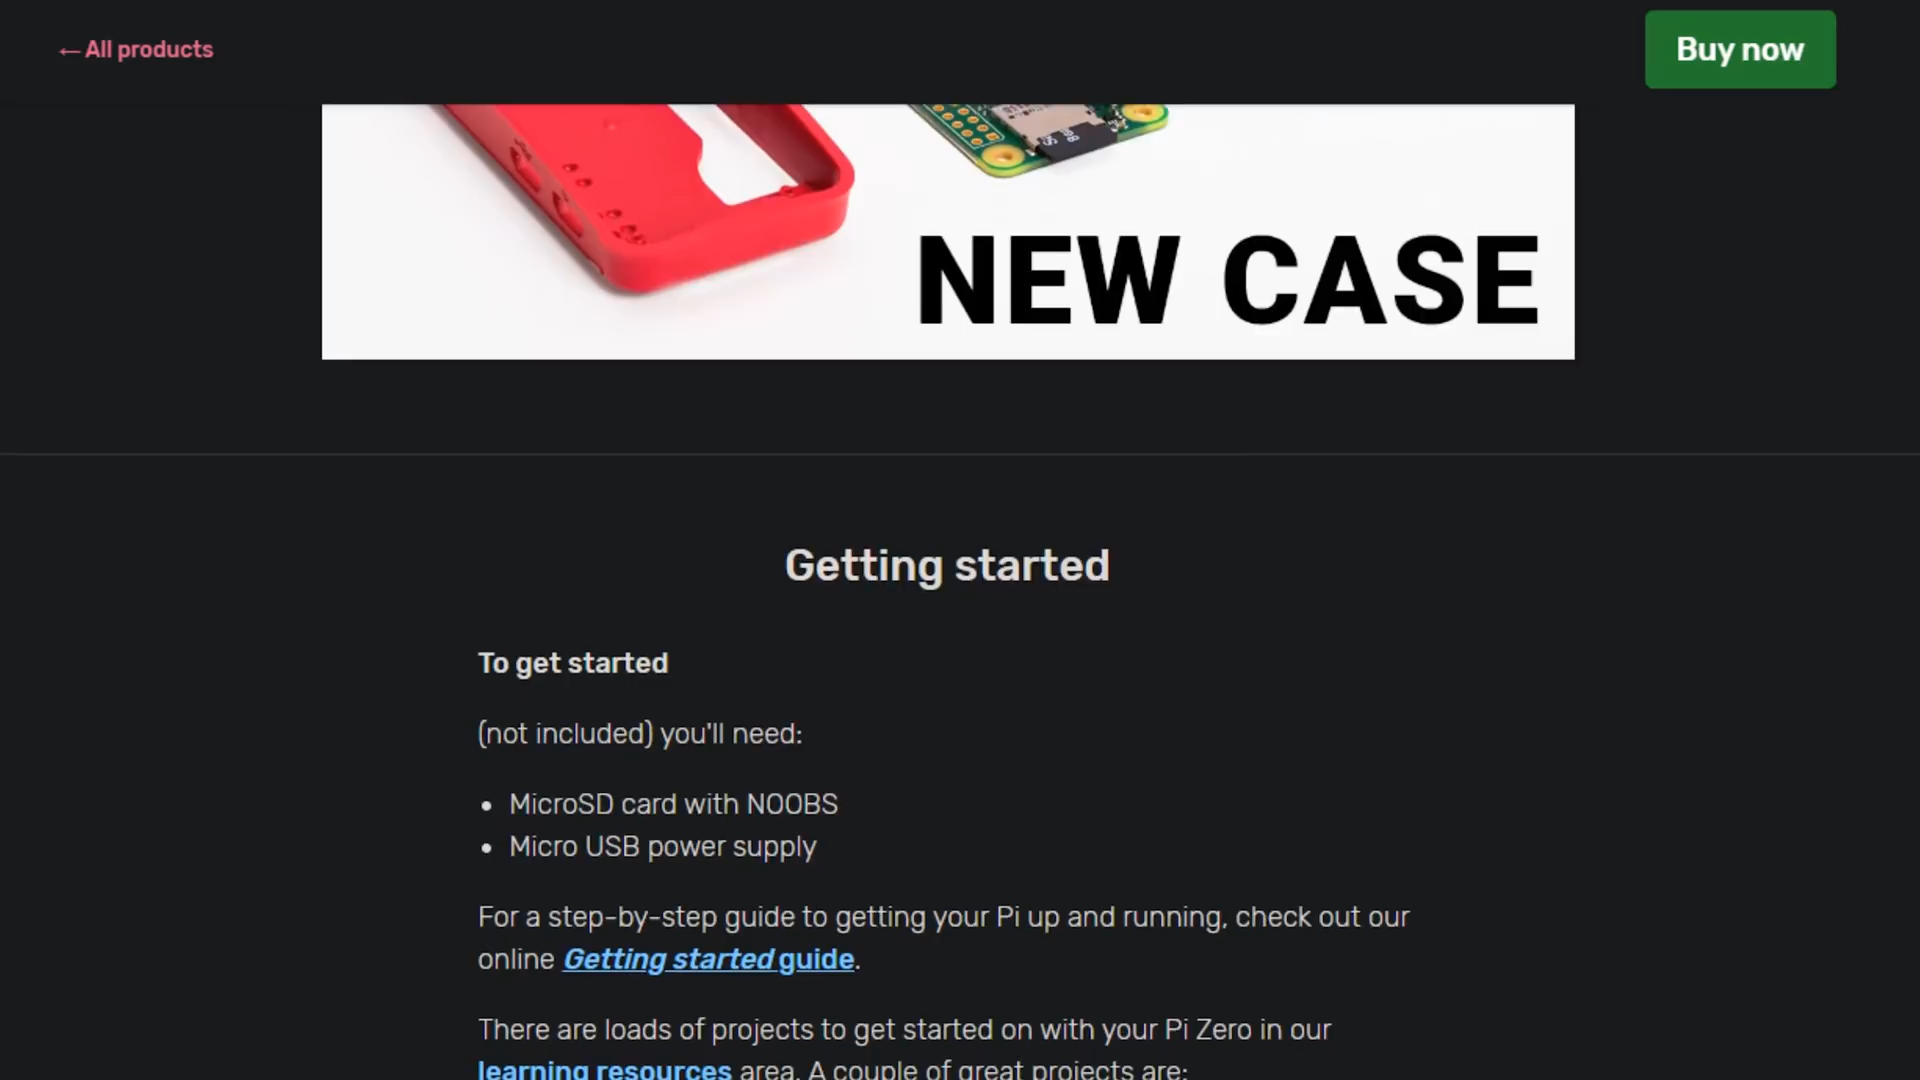 ← All products
Buy now
NEW CASE
Getting started
To get started
(not included) you'll need:
• MicroSD card with NOOBS
• Micro USB power supply
For a step-by-step guide to getting your Pi up and running, check out our
online Getting started guide.
There are loads of projects to get started on with your Pi Zero in our
learning resources area. A couple of great projects are: